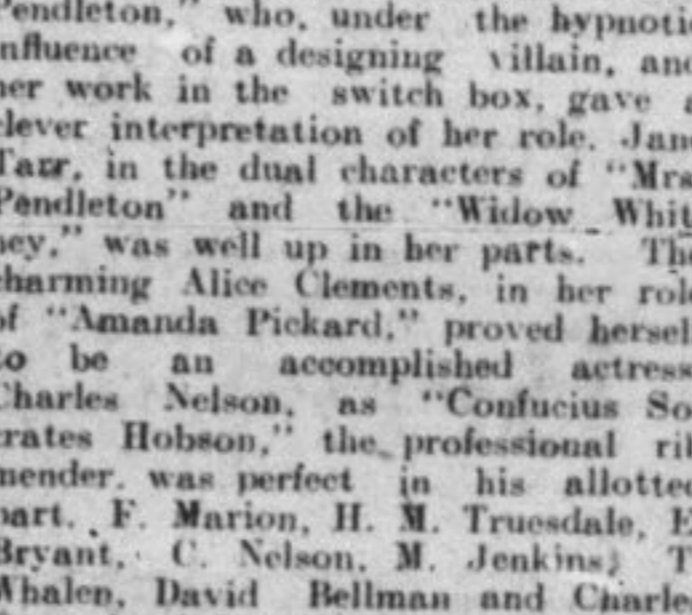 Pendleton," who, under the hypnoti
nfluence of a designing villain, and
her work in the switch box, gave a
clever interpretation of her role. Jane
Tarr, in the dual characters of "Mrs
Pendleton" and the "Widow Whit
ney," was well up in her parts. The
charming Alice Clements, in her role
of "Amanda Pickard," proved hersel
to be an accomplished actress
Charles Nelson, as "Confucius So
crates Hobson," the professional rib
mender, was perfect in his allotted
part. F. Marion, H. M. Truesdale, E
Bryant, C. Nelson, M. Jenkins, T
Whalen, David Bellman and Charle